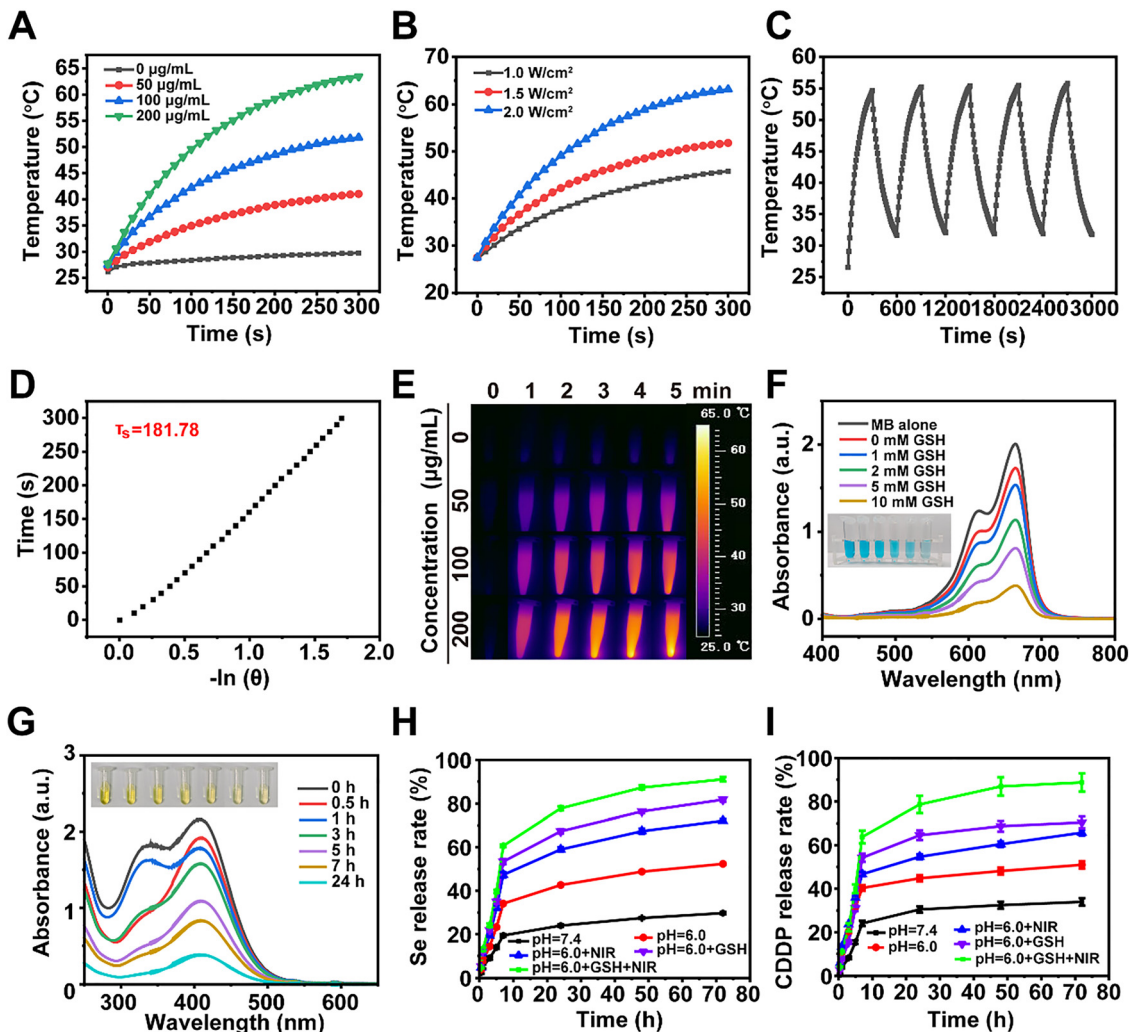 A
Temperature (°C)
65
60
55
50
45
40
35
30
25
0 μg/mL
50 μg/mL
100 μg/mL
200 μg/mL
0 50 100 150 200 250 300
Time (s)
B
Temperature (°C)
70
60
50
40
30
20
1.0 W/cm²
1.5 W/cm²
2.0 W/cm²
0 50 100 150 200 250 300
Time (s)
C
Temperature (°C)
65
60
55
50
45
40
35
30
25
0 600 1200 1800 2400 3000
Time (s)
D
Time (s)
300
250
200
150
100
50
0
τs=181.78
0.0 0.5 1.0 1.5 2.0
-ln (θ)
E
0 1 2 3 4 5 min
Concentration (μg/mL)
0
50
100
200
65.0 ℃
60
50
40
30
25.0 ℃
F
Absorbance (a.u.)
2
1
0
MB alone
0 mM GSH
1 mM GSH
2 mM GSH
5 mM GSH
10 mM GSH
400 500 600 700 800
Wavelength (nm)
G
Absorbance (a.u.)
3
2
1
0
0 h
0.5 h
1 h
3 h
5 h
7 h
24 h
300 400 500 600
Wavelength (nm)
H
Se release rate (%)
100
80
60
40
20
0
pH=7.4
pH=6.0
pH=6.0+NIR
pH=6.0+GSH
pH=6.0+GSH+NIR
0 10 20 30 40 50 60 70 80
Time (h)
I
CDDP release rate (%)
100
80
60
40
20
0
pH=7.4
pH=6.0+NIR
pH=6.0
pH=6.0+GSH
pH=6.0+GSH+NIR
0 10 20 30 40 50 60 70 80
Time (h)